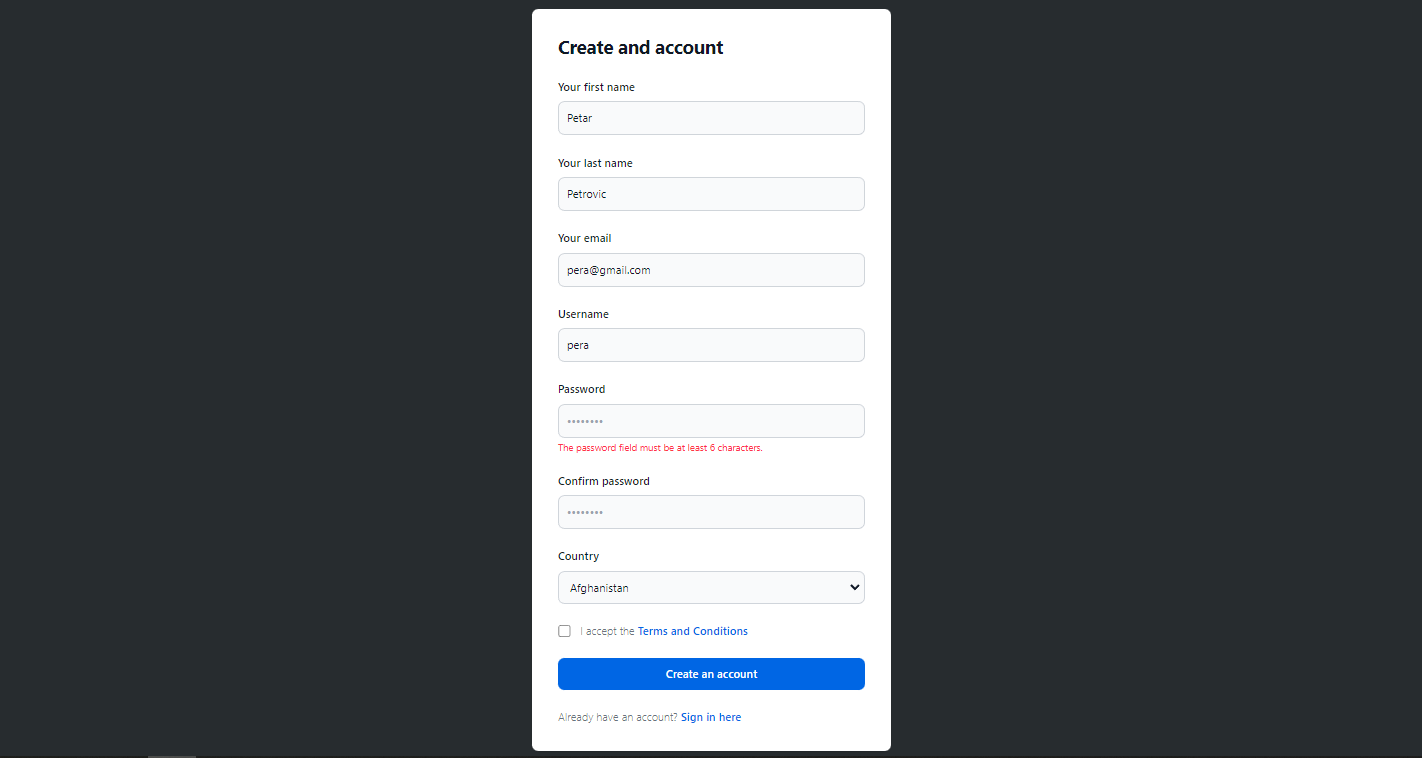 Create and account
Your first name
Petar
Your last name
Petrovic
Your email
pera@gmail.com
Username
pera
Password
••••••••
The password field must be at least 6 characters.
Confirm password
••••••••
Country
Afghanistan
I accept the Terms and Conditions
Create an account
Already have an account? Sign in here